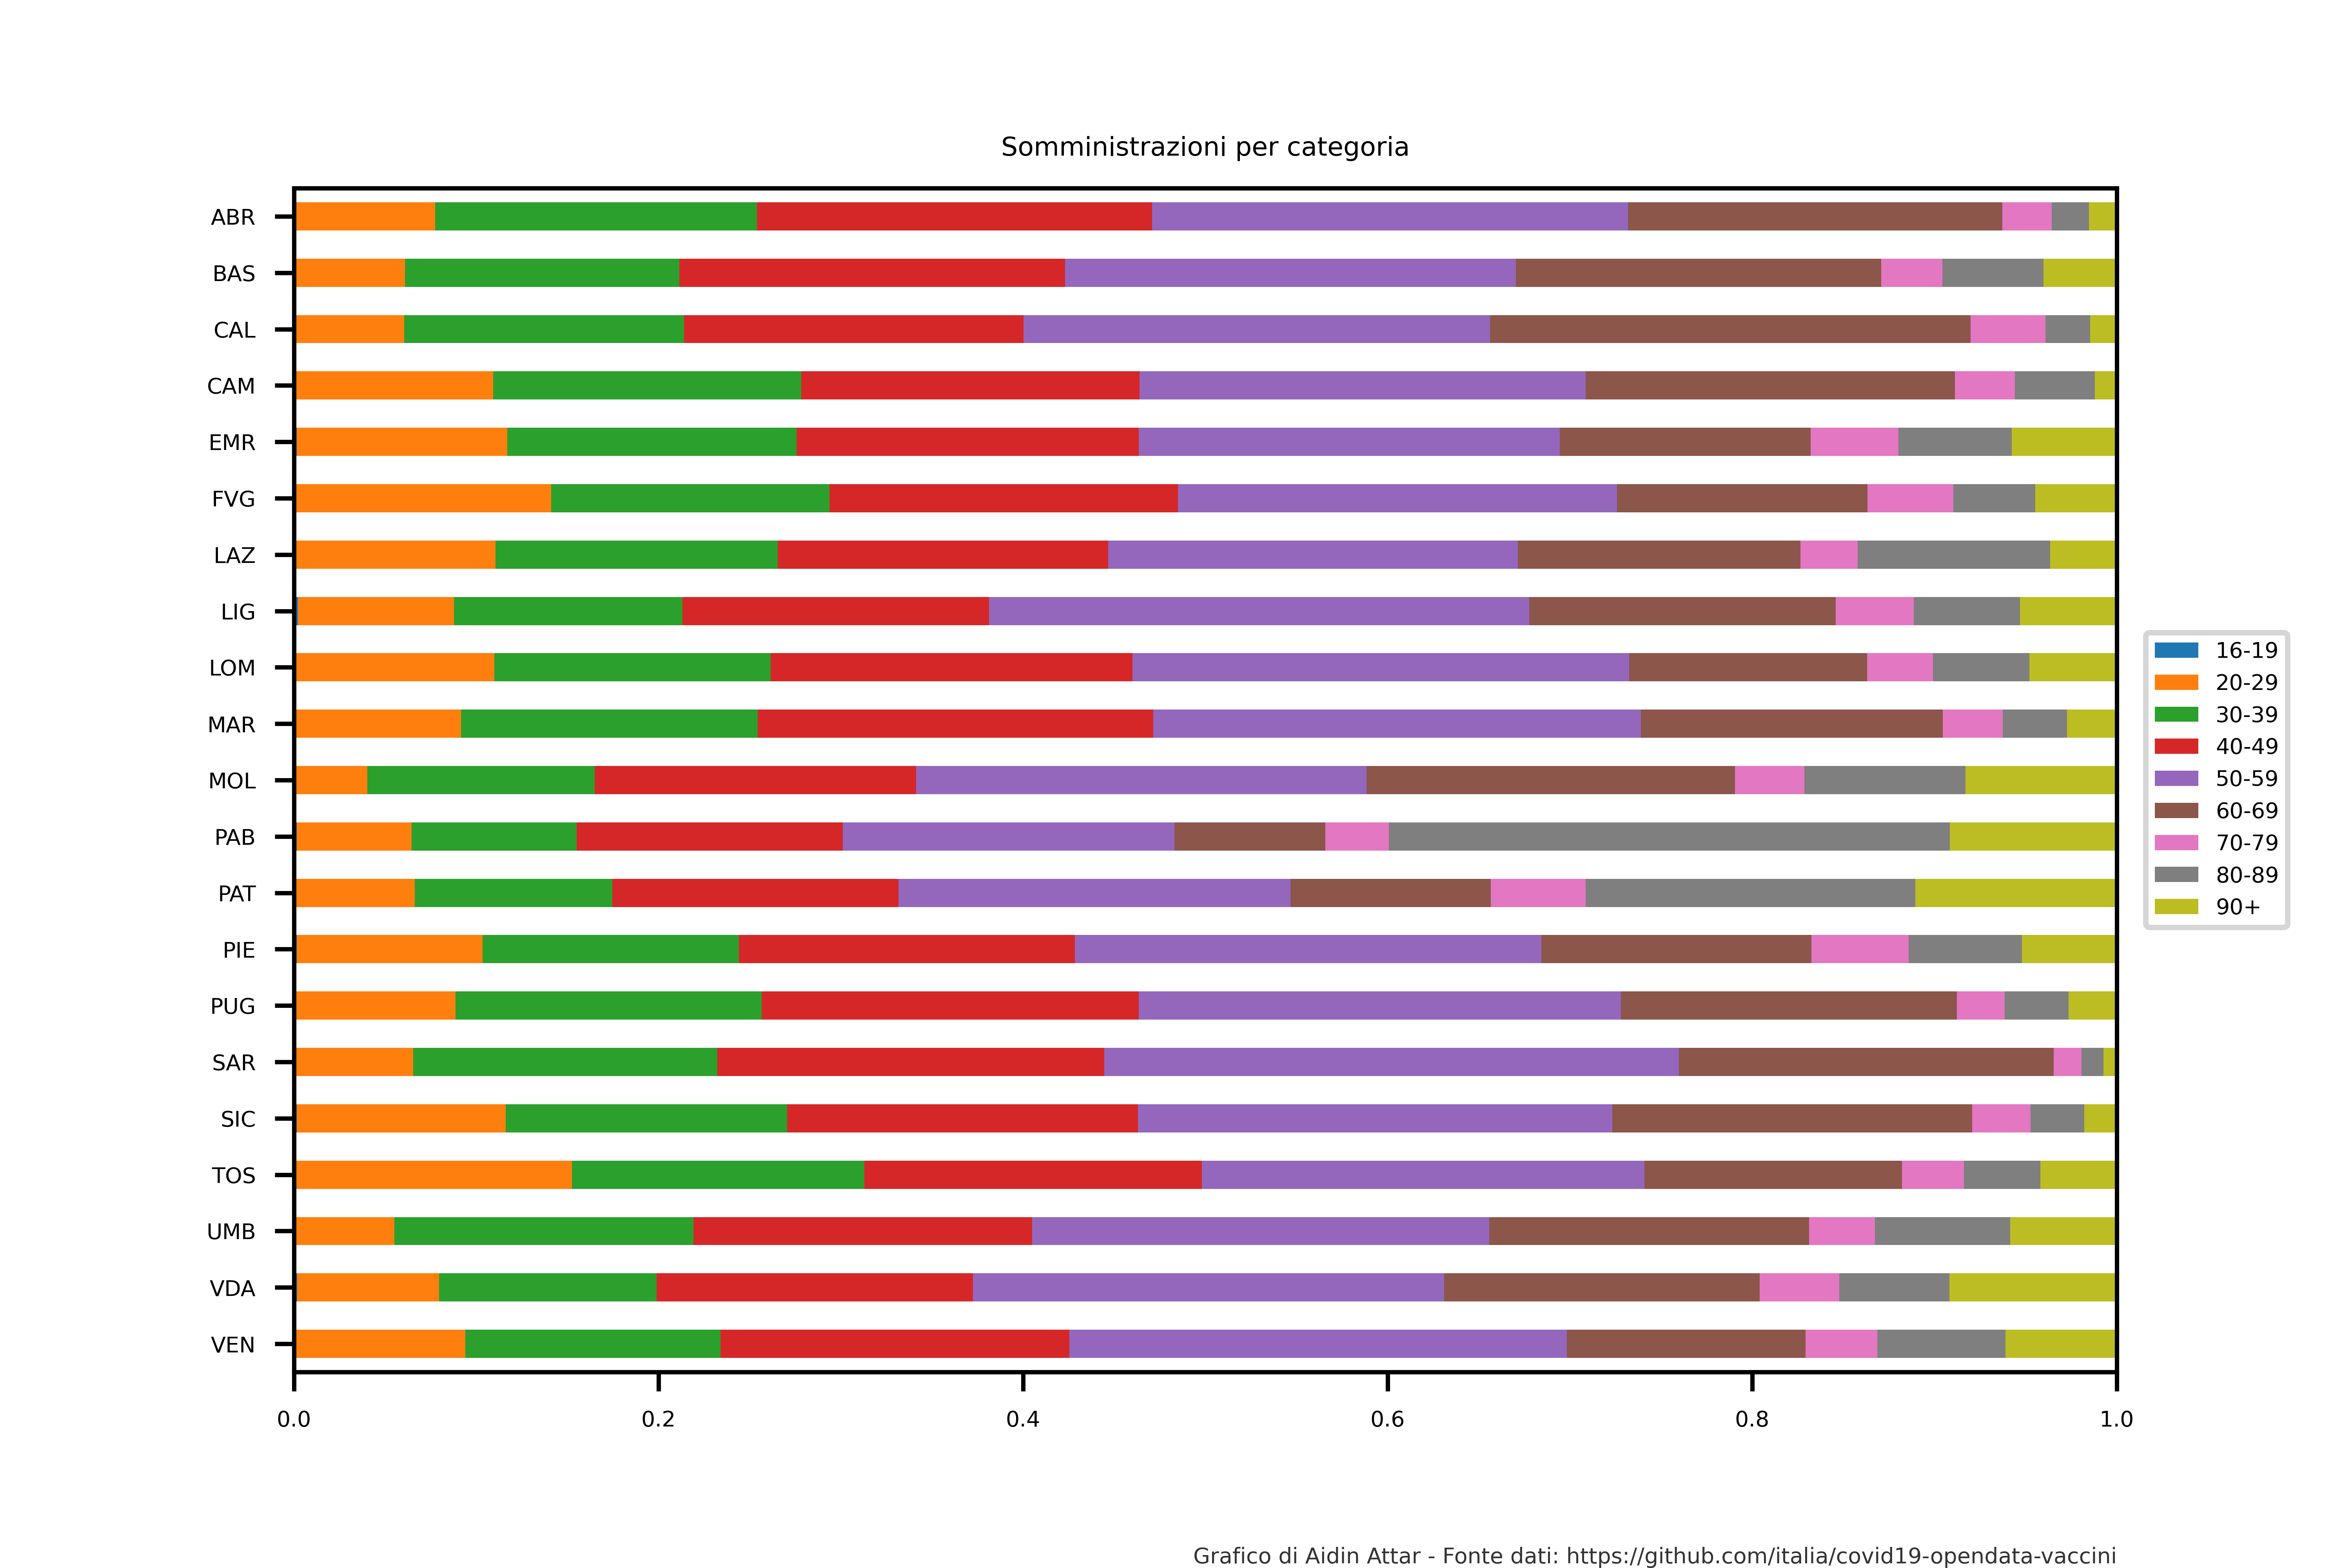 Somministrazioni per categoria
ABR
BAS
CAL
CAM
EMR
FVG
LAZ
LIG
LOM
MAR
MOL
PAB
PAT
PIE
PUG
SAR
SIC
TOS
UMB
VDA
VEN
0.0 0.2 0.4 0.6 0.8 1.0
16-19
20-29
30-39
40-49
50-59
60-69
70-79
80-89
90+
Grafico di Aidin Attar - Fonte dati: https://github.com/italia/covid19-opendata-vaccini